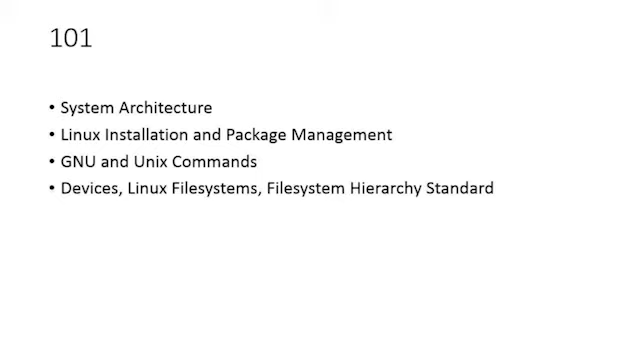 101
• System Architecture
• Linux Installation and Package Management
• GNU and Unix Commands
• Devices, Linux Filesystems, Filesystem Hierarchy Standard